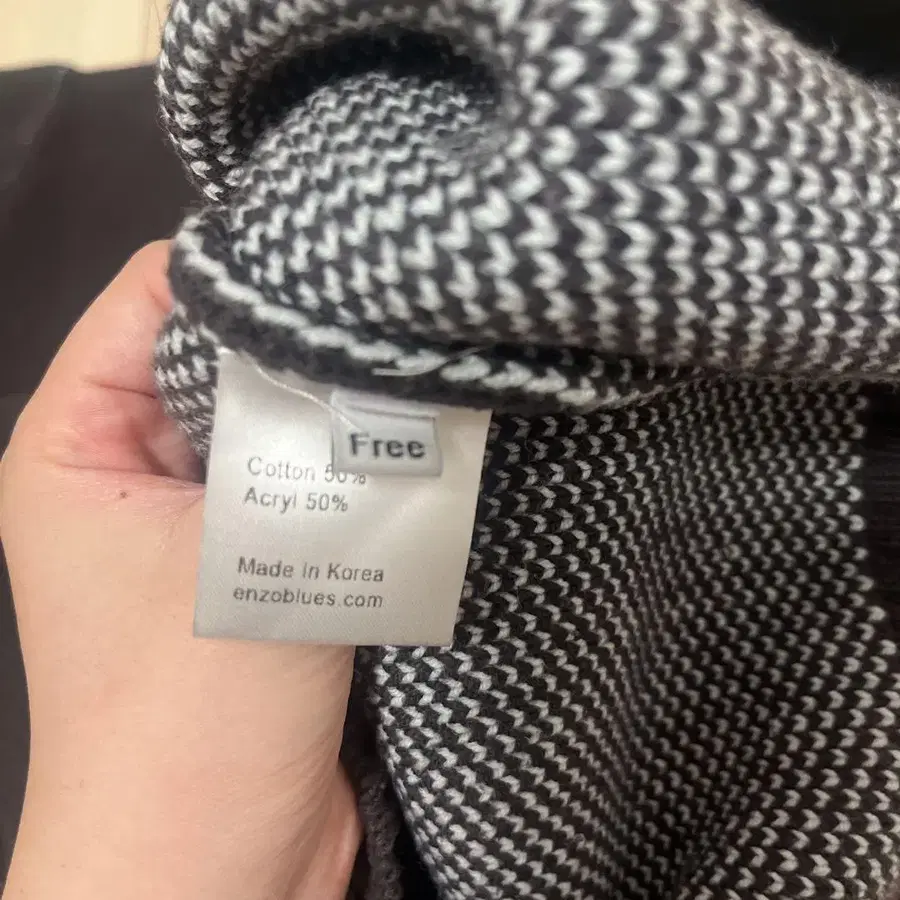 Free
Cotton 50%
Acryl 50%
Made In Korea
enzoblues.com